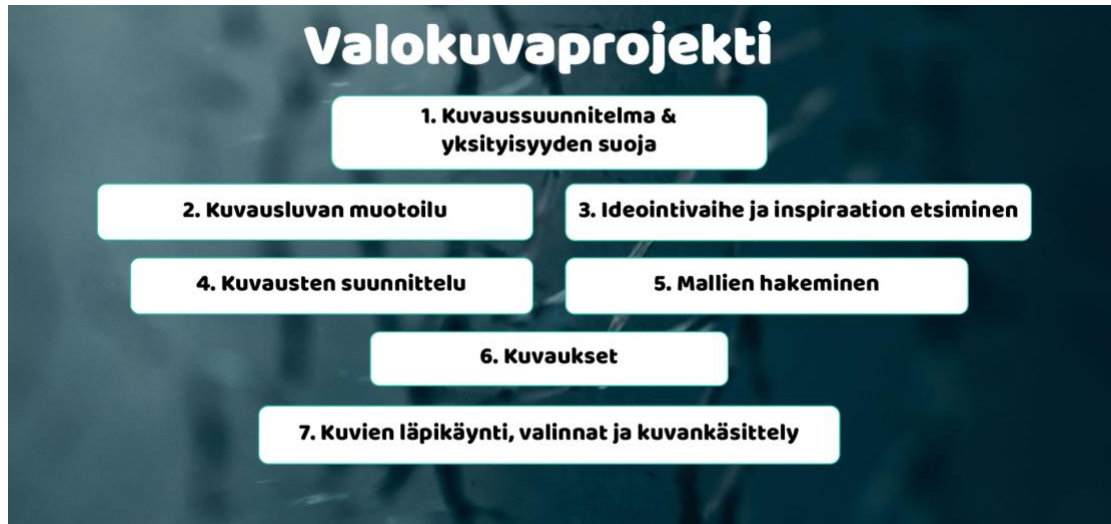 Valokuvaprojekti
1. Kuvaussuunnitelma &
yksityisyyden suoja
2. Kuvausluvan muotoilu
3. Ideointivaihe ja inspiraation etsiminen
4. Kuvausten suunnittelu
5. Mallien hakeminen
6. Kuvaukset
7. Kuvien läpikäynti, valinnat ja kuvankäsittely